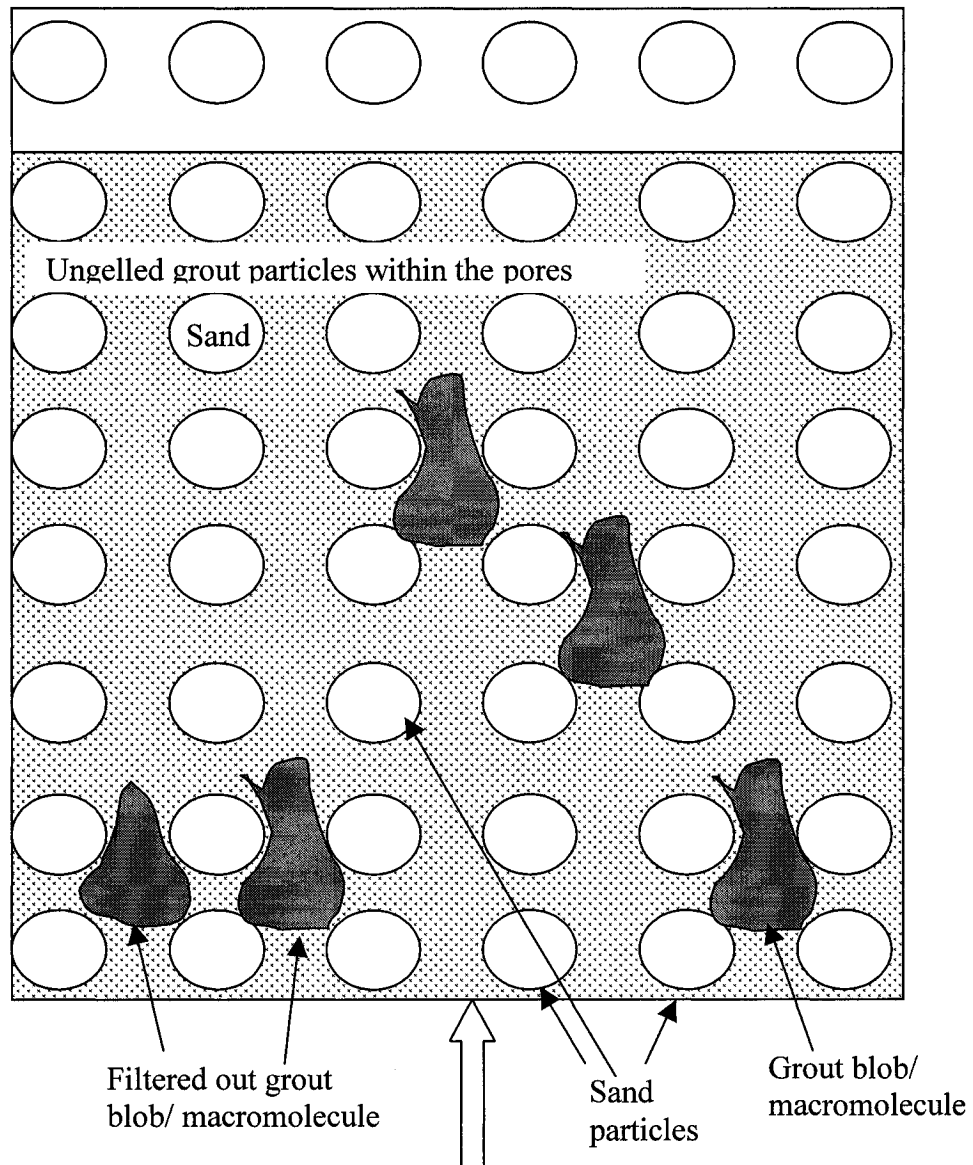 Ungelled grout particles within the pores
Sand
Filtered out grout
blob/ macromolecule
Sand
particles
Grout blob/
macromolecule